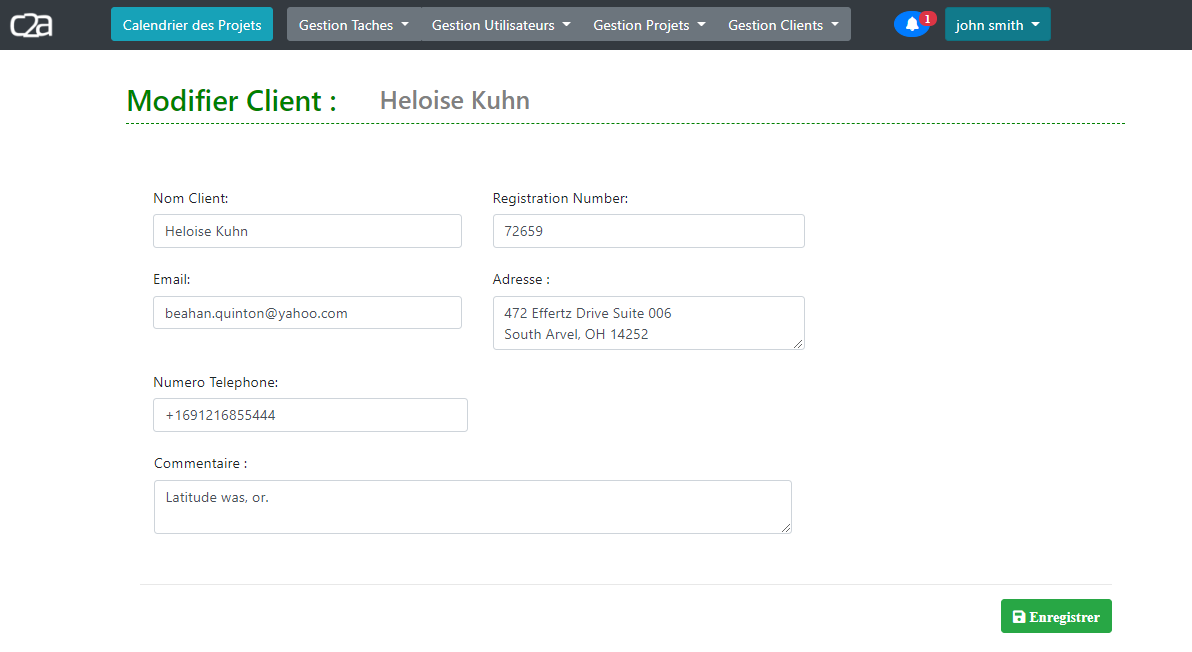 c2a
Calendrier des Projets
Gestion Taches
Gestion Utilisateurs
Gestion Projets
Gestion Clients
1
john smith
Modifier Client :
Heloise Kuhn
Nom Client:
Registration Number:
Heloise Kuhn
72659
Email:
Adresse :
beahan.quinton@yahoo.com
472 Effertz Drive Suite 006
South Arvel, OH 14252
Numero Telephone:
+1691216855444
Commentaire :
Latitude was, or.
Enregistrer